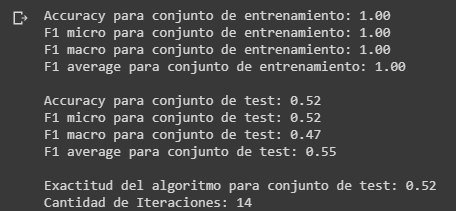 Accuracy para conjunto de entrenamiento: 1.00
F1 micro para conjunto de entrenamiento: 1.00
F1 macro para conjunto de entrenamiento: 1.00
F1 average para conjunto de entrenamiento: 1.00
Accuracy para conjunto de test: 0.52
F1 micro para conjunto de test: 0.52
F1 macro para conjunto de test: 0.47
F1 average para conjunto de test: 0.55
Exactitud del algoritmo para conjunto de test: 0.52
Cantidad de Iteraciones: 14